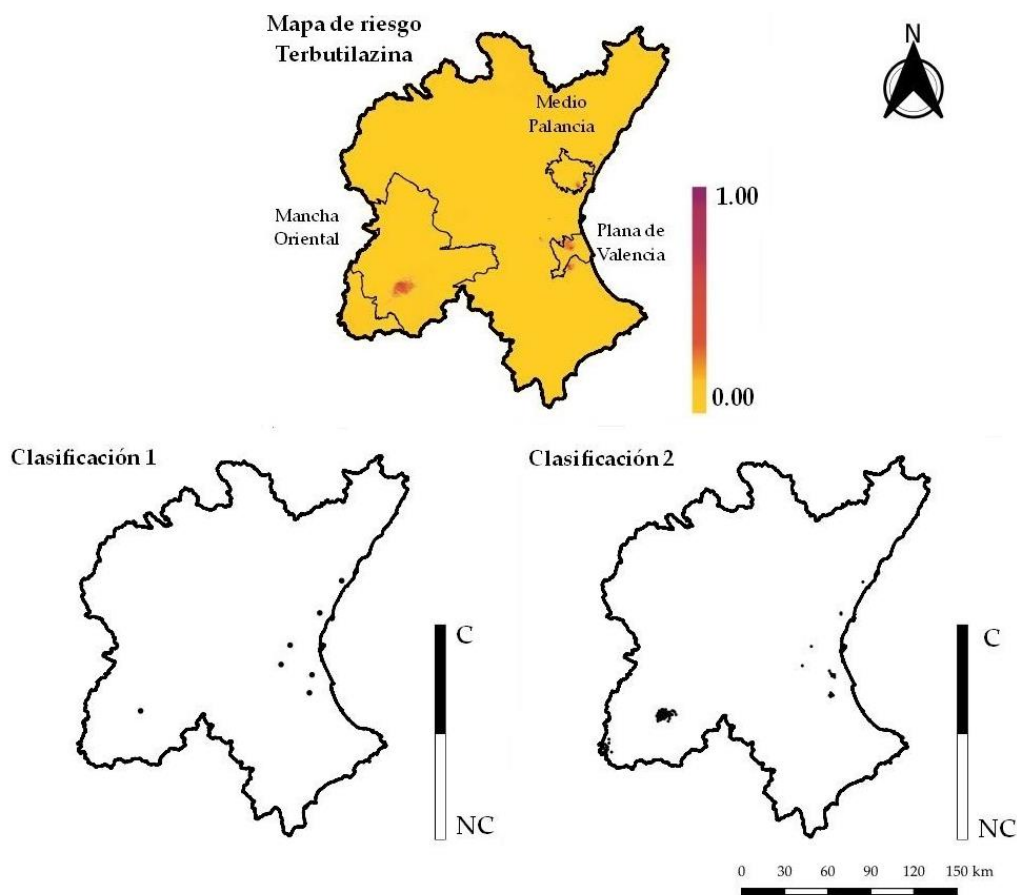 Mapa de riesgo
Terbutilazina
N
Medio
Palancia
Mancha
Oriental
Plana de
Valencia
1.00
0.00
Clasificación 1
C
NC
Clasificación 2
C
NC
0 30 60 90 120 150 km